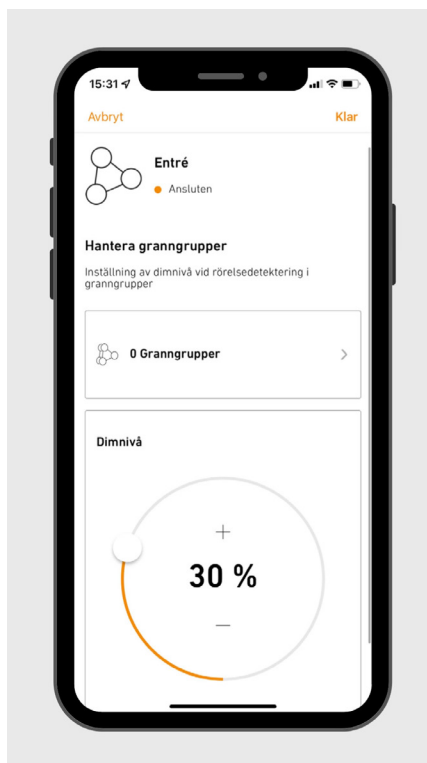 15:31
Avbryt
Klar
Entré
Ansluten
Hantera granngrupper
Inställning av dimnivå vid rörelsedetektering i
granngrupper
0 Granngrupper
Dimnivå
30 %